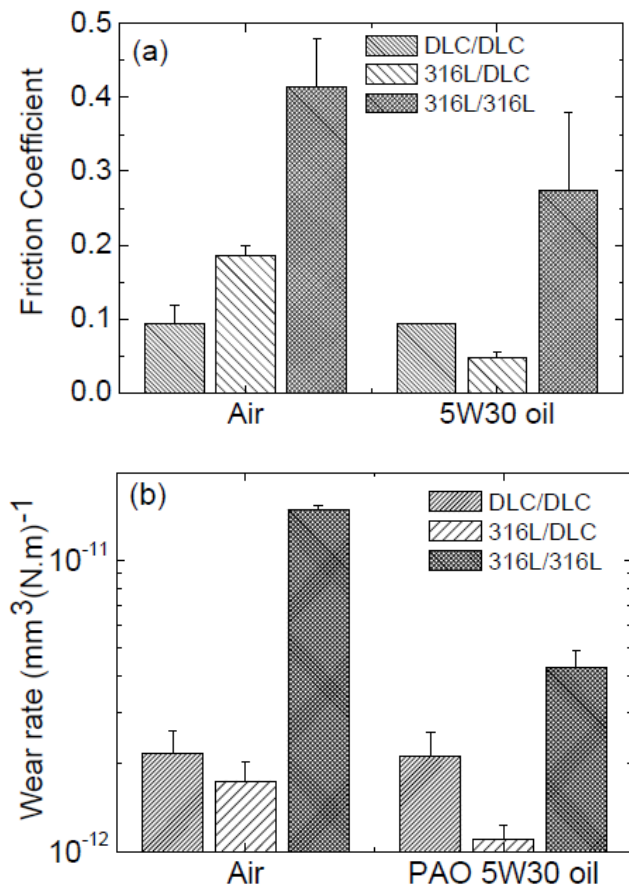 (a)
DLC/DLC
316L/DLC
316L/316L
Friction Coefficient
0.5
0.4
0.3
0.2
0.1
0.0
Air
5W30 oil
(b)
DLC/DLC
316L/DLC
316L/316L
Wear rate (mm³(N.m)⁻¹
10⁻¹¹
10⁻¹²
Air
PAO 5W30 oil